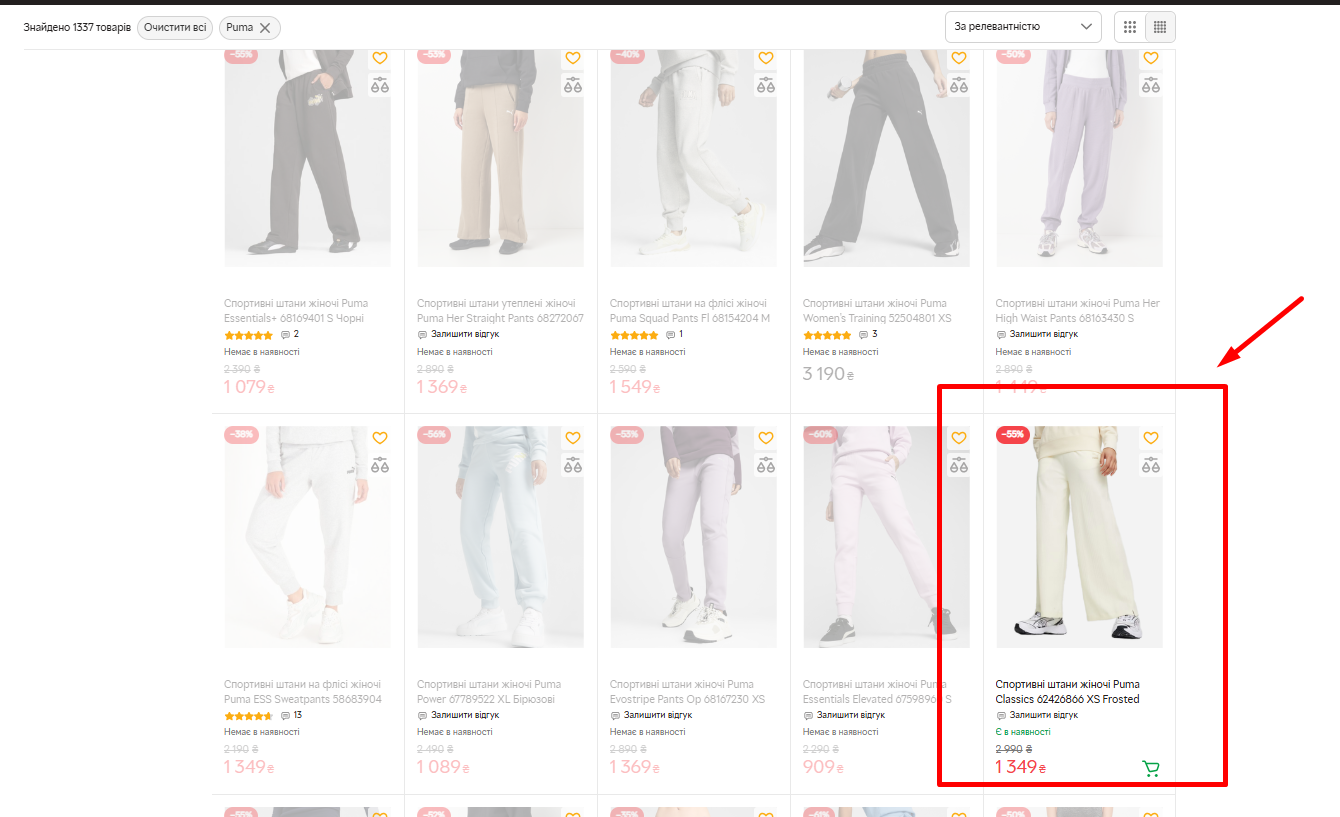 Знайдено 1337 товарів
Очистити всі
Puma
За релевантністю
-55%
-53%
-40%
-50%
Спортивні штани жіночі Puma
Essentials+ 68169401 S Чорні
2
Немає в наявності
2 390 ₴
1 079 ₴
Спортивні штани утеплені жіночі
Puma Her Straight Pants 68272067
Залишити відгук
Немає в наявності
2 890 ₴
1 369 ₴
Спортивні штани на флісі жіночі
Puma Squad Pants Fl 68154204 M
1
Немає в наявності
2 590 ₴
1 549 ₴
Спортивні штани жіночі Puma
Women's Training 52504801 XS
3
Немає в наявності
3 190 ₴
Спортивні штани жіночі Puma Her
High Waist Pants 68163430 S
Залишити відгук
Немає в наявності
2 890 ₴
1 449 ₴
-38%
Спортивні штани на флісі жіночі
Puma ESS Sweatpants 58683904
13
Немає в наявності
2 190 ₴
1 349 ₴
-56%
Спортивні штани жіночі Puma
Power 67789522 XL Бірюзові
Залишити відгук
Немає в наявності
2 490 ₴
1 089 ₴
-53%
Спортивні штани жіночі Puma
Evostripe Pants Op 68167230 XS
Залишити відгук
Немає в наявності
2 890 ₴
1 369 ₴
-60%
Спортивні штани жіночі Puma
Essentials Elevated 6759896 S
Залишити відгук
Немає в наявності
2 290 ₴
909 ₴
-55%
Спортивні штани жіночі Puma
Classics 62426866 XS Frosted
Залишити відгук
Є в наявності
2 990 ₴
1 349 ₴